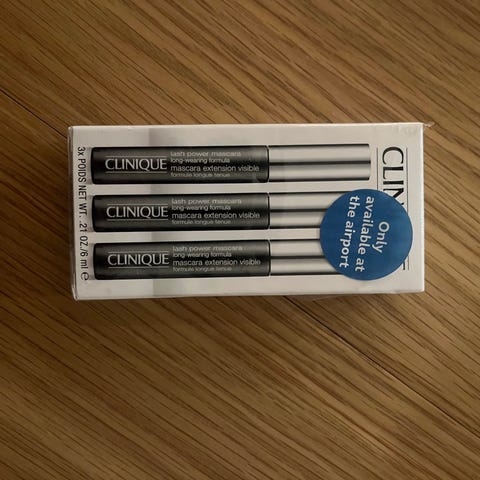 CLINIQUE
lash power mascara
long-wearing formula
mascara extension visible
formule longue tenue
CLINIQUE
lash power mascara
long-wearing formula
mascara extension visible
formule longue tenue
CLINIQUE
lash power mascara
long-wearing formula
mascara extension visible
formule longue tenue
3x POIDS NET WT. .21 OZ./6 ml e
CLIN
Only
available at
the airport